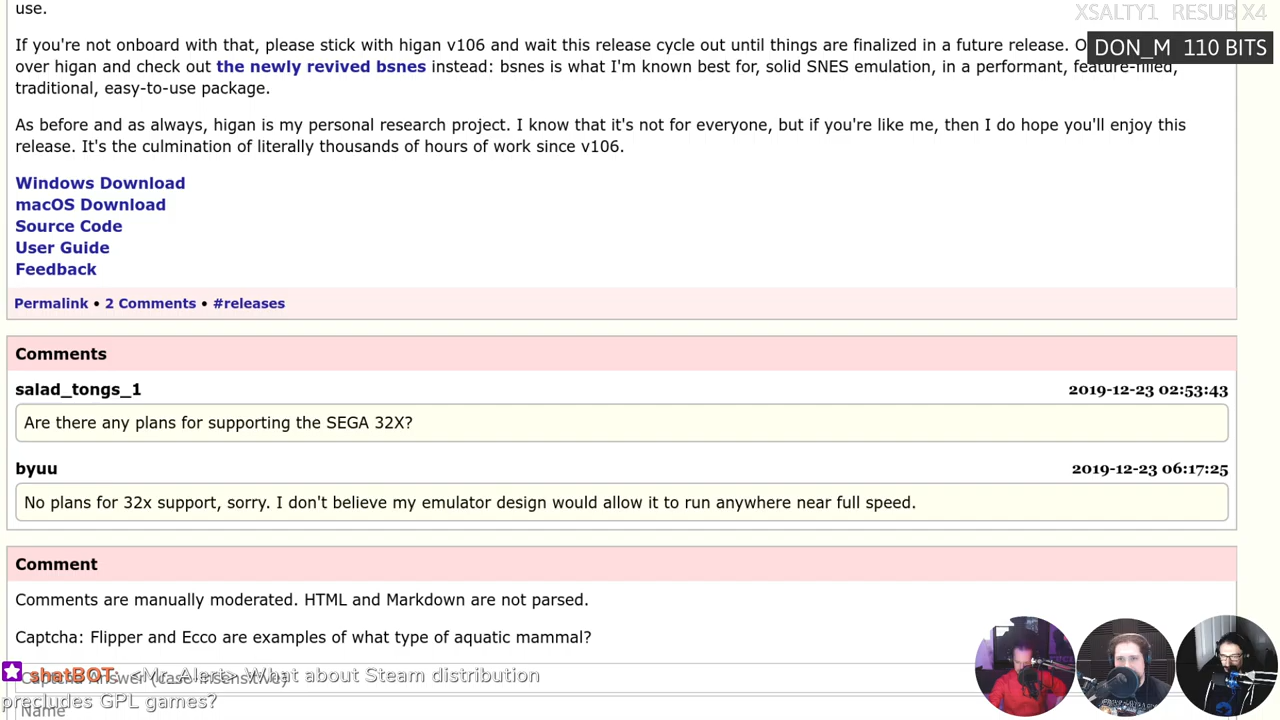 use.
XSALTY1 RESUB X4
If you're not onboard with that, please stick with higan v106 and wait this release cycle out until things are finalized in a future release.
DON_M 110 BITS
over higan and check out the newly revived bsnes instead: bsnes is what I'm known best for, solid SNES emulation, in a performant, feature-filled,
traditional, easy-to-use package.
As before and as always, higan is my personal research project. I know that it's not for everyone, but if you're like me, then I do hope you'll enjoy this
release. It's the culmination of literally thousands of hours of work since v106.
Windows Download
macOS Download
Source Code
User Guide
Feedback
Permalink • 2 Comments • #releases
Comments
salad_tongs_1 2019-12-23 02:53:43
Are there any plans for supporting the SEGA 32X?
byuu 2019-12-23 06:17:25
No plans for 32x support, sorry. I don't believe my emulator design would allow it to run anywhere near full speed.
Comment
Comments are manually moderated. HTML and Markdown are not parsed.
Captcha: Flipper and Ecco are examples of what type of aquatic mammal?
shatBOT: <Mr_Alert> What about Steam distribution
precludes GPL games?
Captcha Answer (case insensitive)
Name